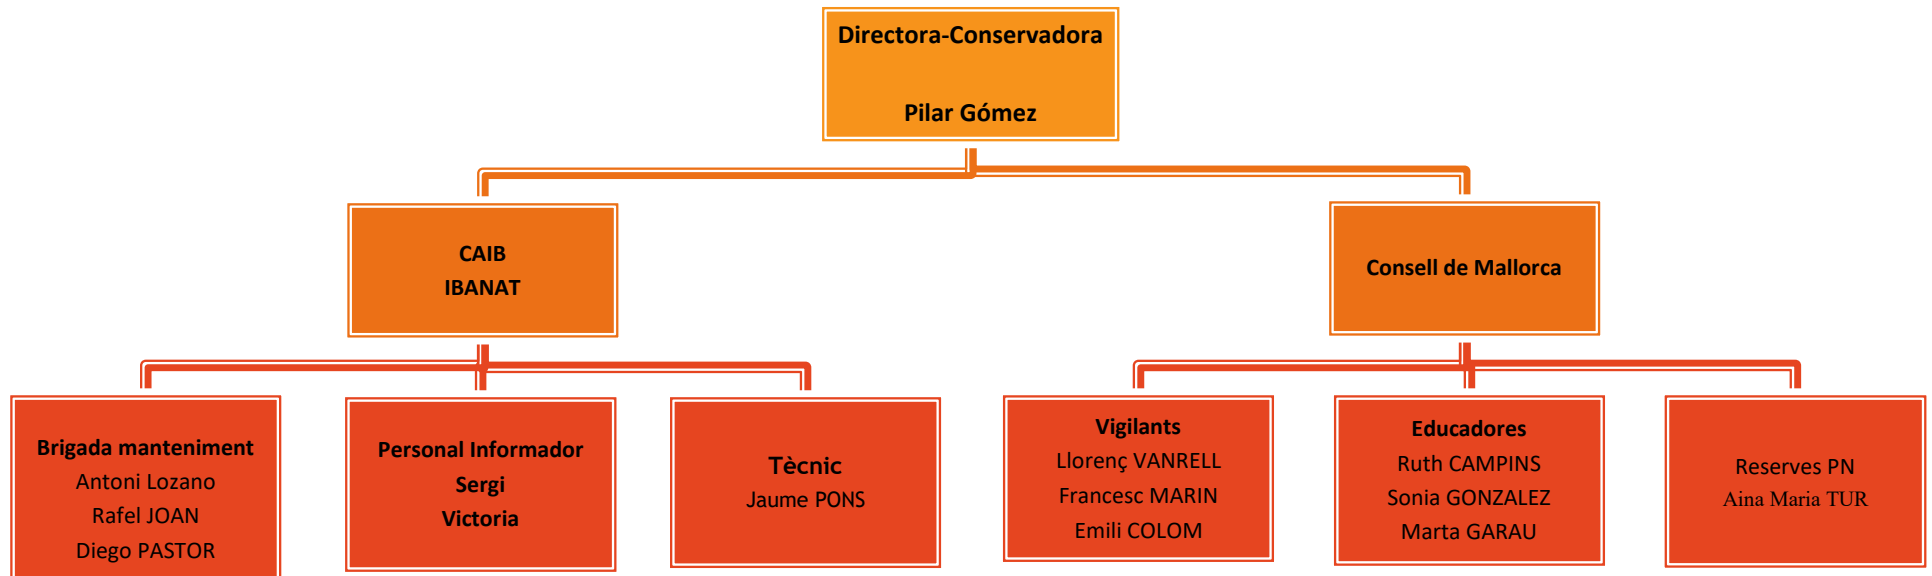 Directora-Conservadora
Pilar Gómez
CAIB
IBANAT
Consell de Mallorca
Brigada manteniment
Antoni Lozano
Rafel JOAN
Diego PASTOR
Personal Informador
Sergi
Victoria
Tècnic
Jaume PONS
Vigilants
Llorenç VANRELL
Francesc MARIN
Emili COLOM
Educadores
Ruth CAMPINS
Sonia GONZALEZ
Marta GARAU
Reserves PN
Aina Maria TUR